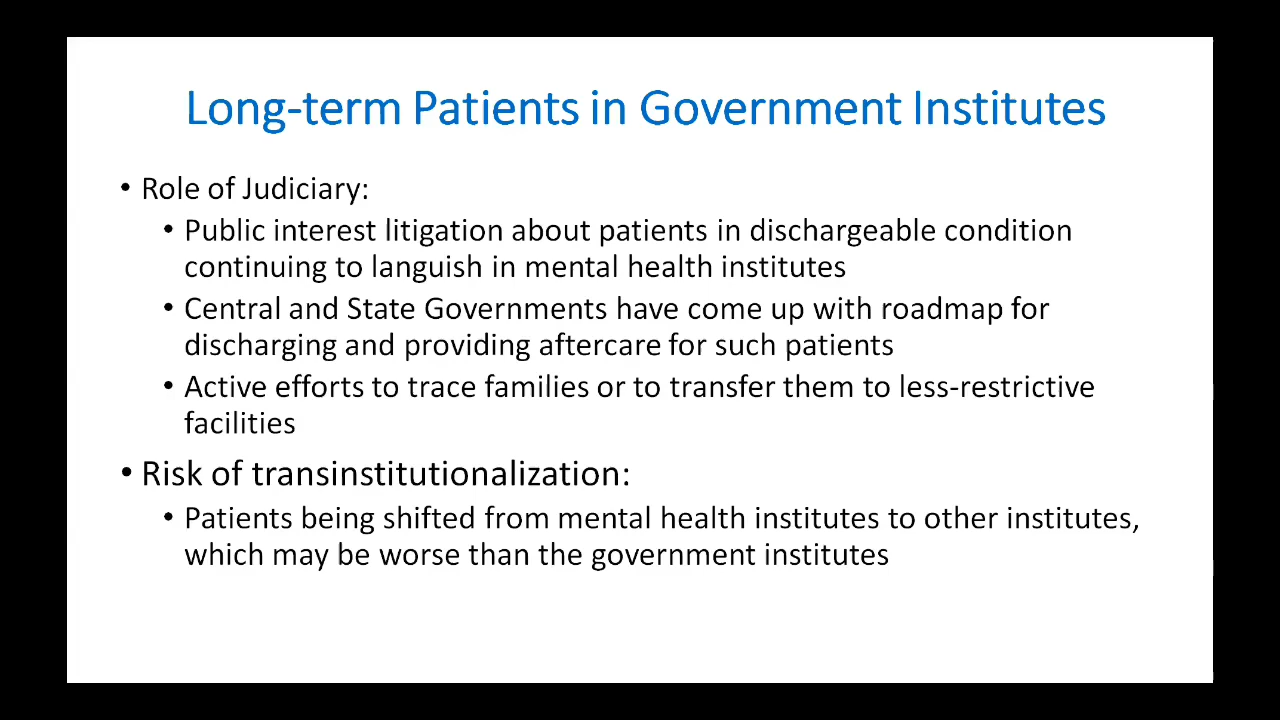 Long-term Patients in Government Institutes
• Role of Judiciary:
• Public interest litigation about patients in dischargeable condition
continuing to languish in mental health institutes
• Central and State Governments have come up with roadmap for
discharging and providing aftercare for such patients
• Active efforts to trace families or to transfer them to less-restrictive
facilities
• Risk of transinstitutionalization:
• Patients being shifted from mental health institutes to other institutes,
which may be worse than the government institutes